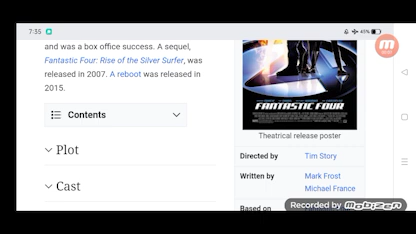 7:35
45%
and was a box office success. A sequel,
Fantastic Four: Rise of the Silver Surfer, was
released in 2007. A reboot was released in
2015.
Contents
Plot
Cast
FANTASTIC FOUR
Theatrical release poster
Directed by Tim Story
Written by Mark Frost
Michael France
Based on
Recorded by Mobizen